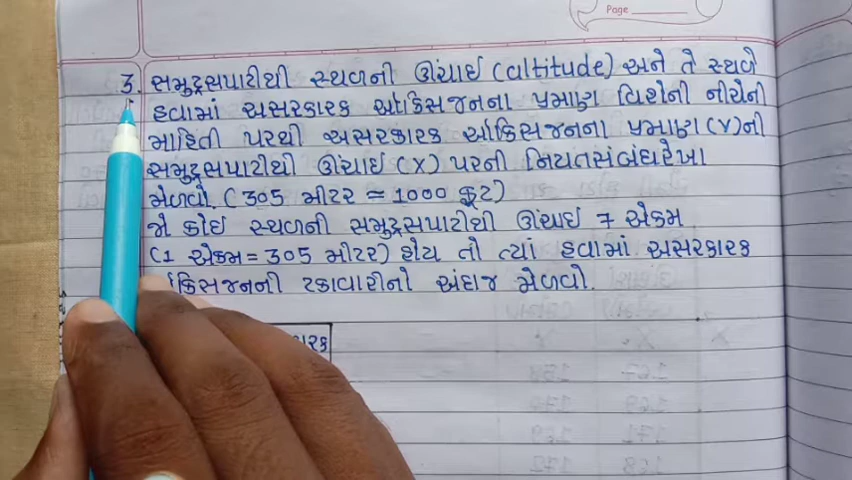 Page
3. સમુદ્રસપાટીથી સ્થળની ઊંચાઈ (altitude) અને તે સ્થળે
હવામાં અસરકારક ઑક્સિજનના પ્રમાણ વિશેની નીચેની
માહિતી પરથી અસરકારક ઑક્સિજનના પ્રમાણ (Y) ની
સમુદ્રસપાટીથી ઊંચાઈ (X) પરની નિયતસંબંધરેખા
મેળવો. (305 મીટર ≈ 1000 ફૂટ)
જો કોઈ સ્થળની સમુદ્રસપાટીથી ઊંચાઈ 7 એકમ
(1 એકમ = 305 મીટર) હોય તો ત્યાં હવામાં અસરકારક
ટકાવારીનો અંદાજ મેળવો.